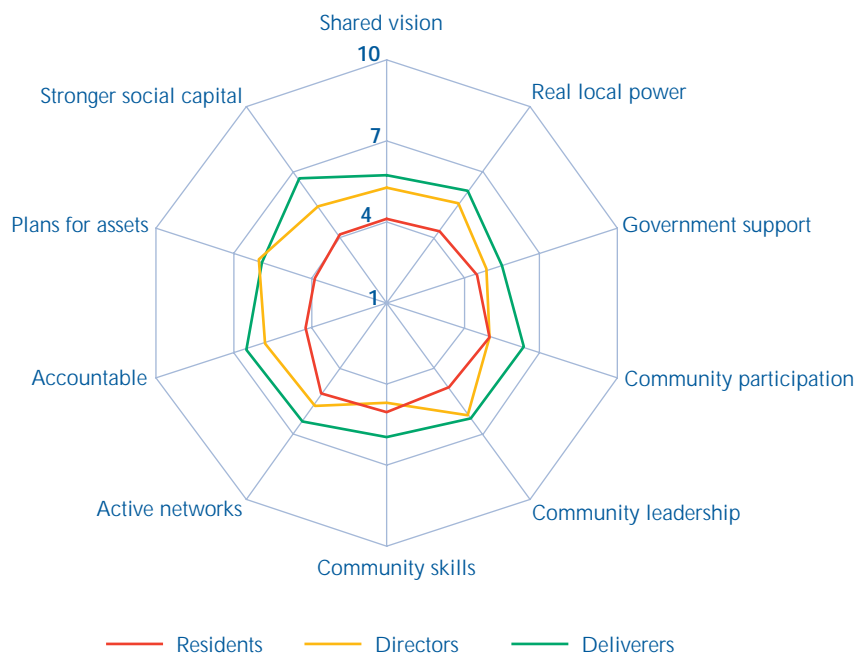 Shared vision
10
Stronger social capital
Real local power
7
Plans for assets
4
Government support
1
Accountable
Community participation
Active networks
Community leadership
Community skills
Residents Directors Deliverers